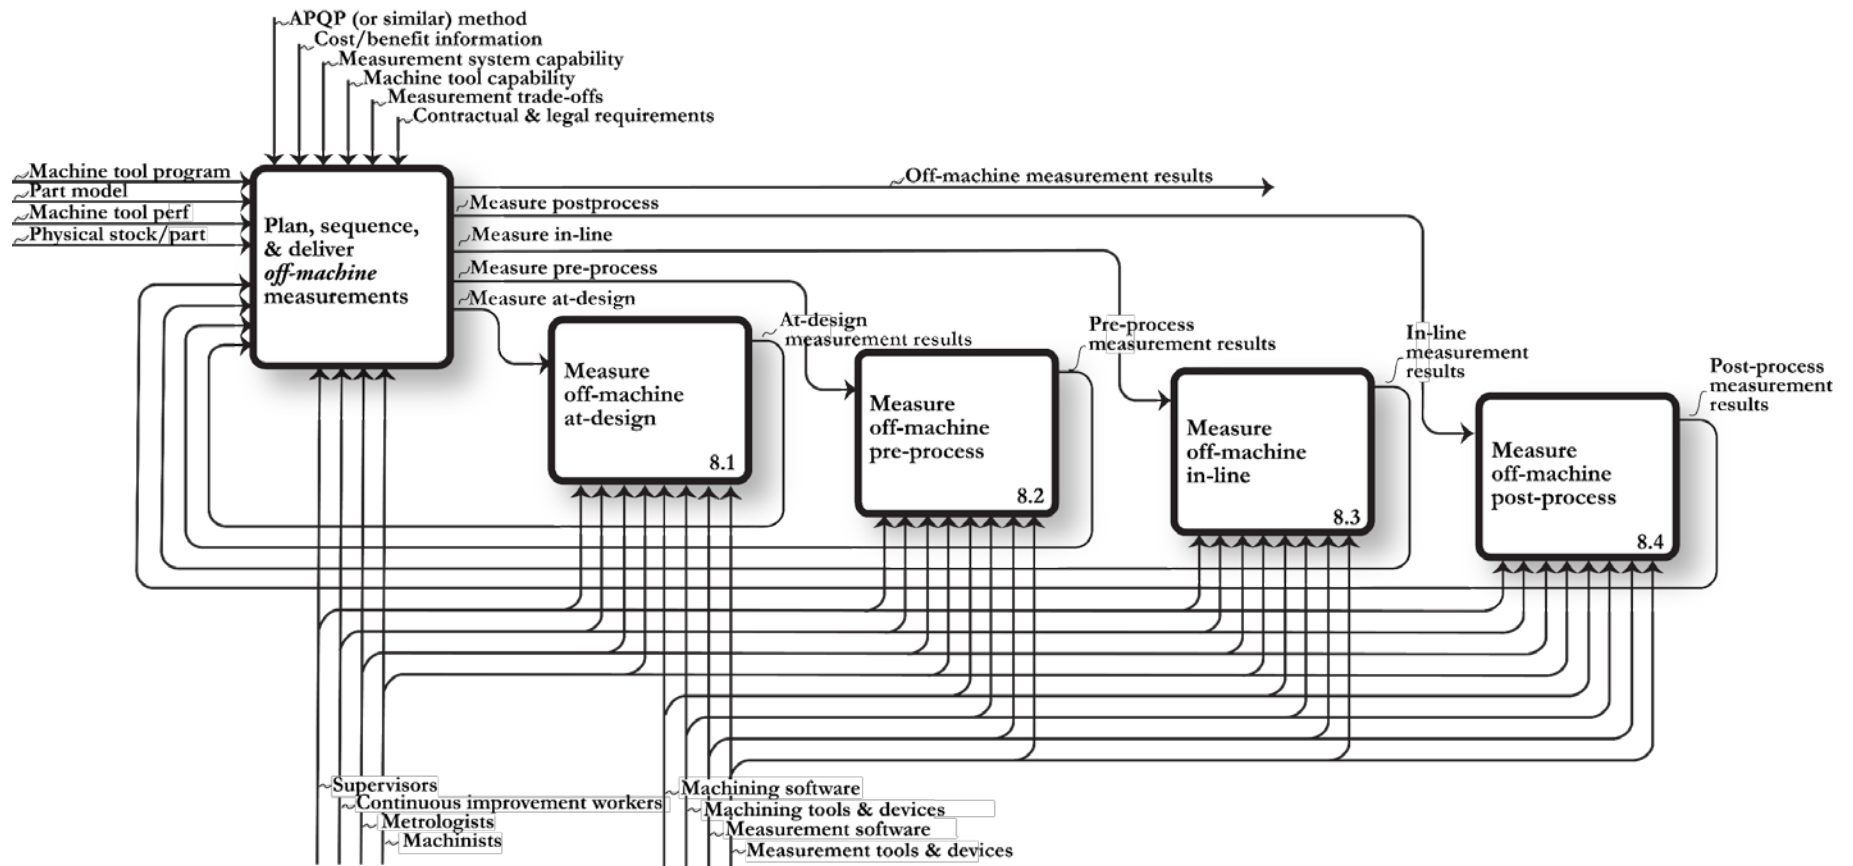 APQP (or similar) method
Cost/benefit information
Measurement system capability
Machine tool capability
Measurement trade-offs
Contractual & legal requirements
Machine tool program
Part model
Machine tool perf
Physical stock/part
Plan, sequence,
& deliver
off-machine
measurements
Off-machine measurement results
Measure postprocess
Measure in-line
Measure pre-process
Measure at-design
Measure
off-machine
at-design
8.1
At-design
measurement results
Measure
off-machine
pre-process
8.2
Pre-process
measurement results
Measure
off-machine
in-line
8.3
In-line
measurement
results
Measure
off-machine
post-process
8.4
Post-process
measurement
results
Supervisors
Continuous improvement workers
Metrologists
Machinists
Machining software
Machining tools & devices
Measurement software
Measurement tools & devices